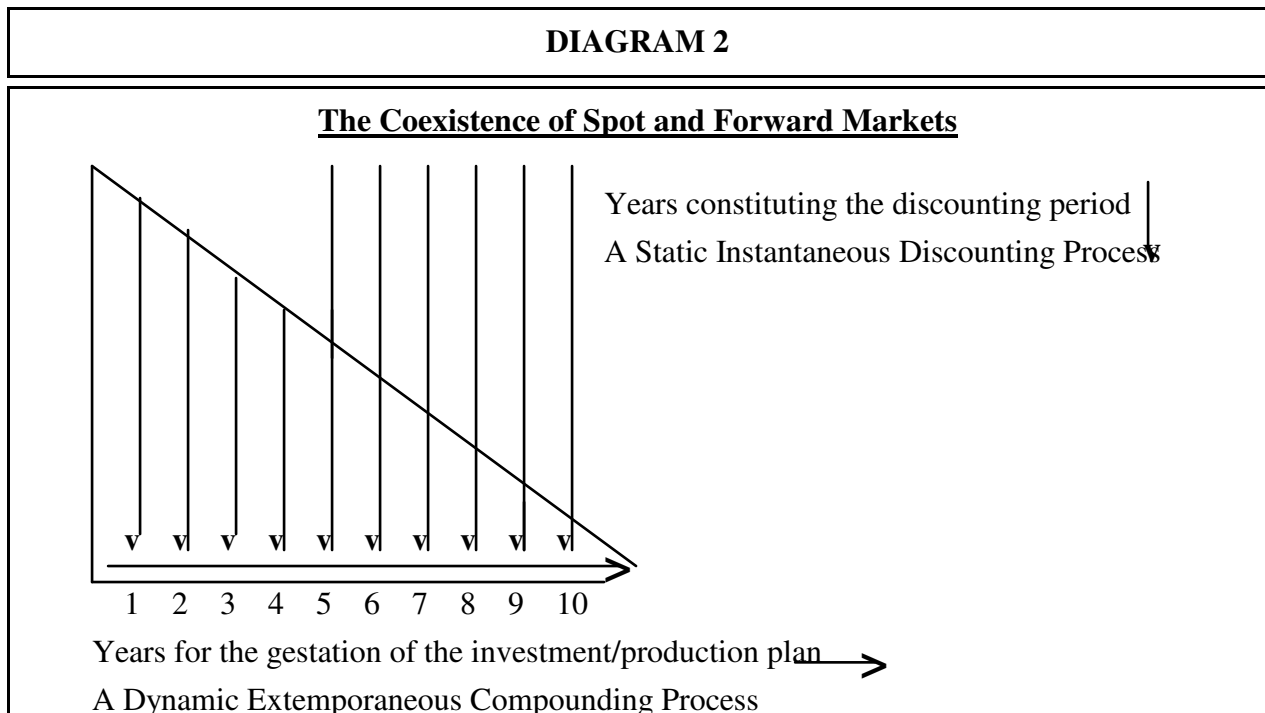 DIAGRAM 2
The Coexistence of Spot and Forward Markets
Years constituting the discounting period
A Static Instantaneous Discounting Process
v
v v v v v v v v v v
1 2 3 4 5 6 7 8 9 10
Years for the gestation of the investment/production plan
A Dynamic Extemporaneous Compounding Process